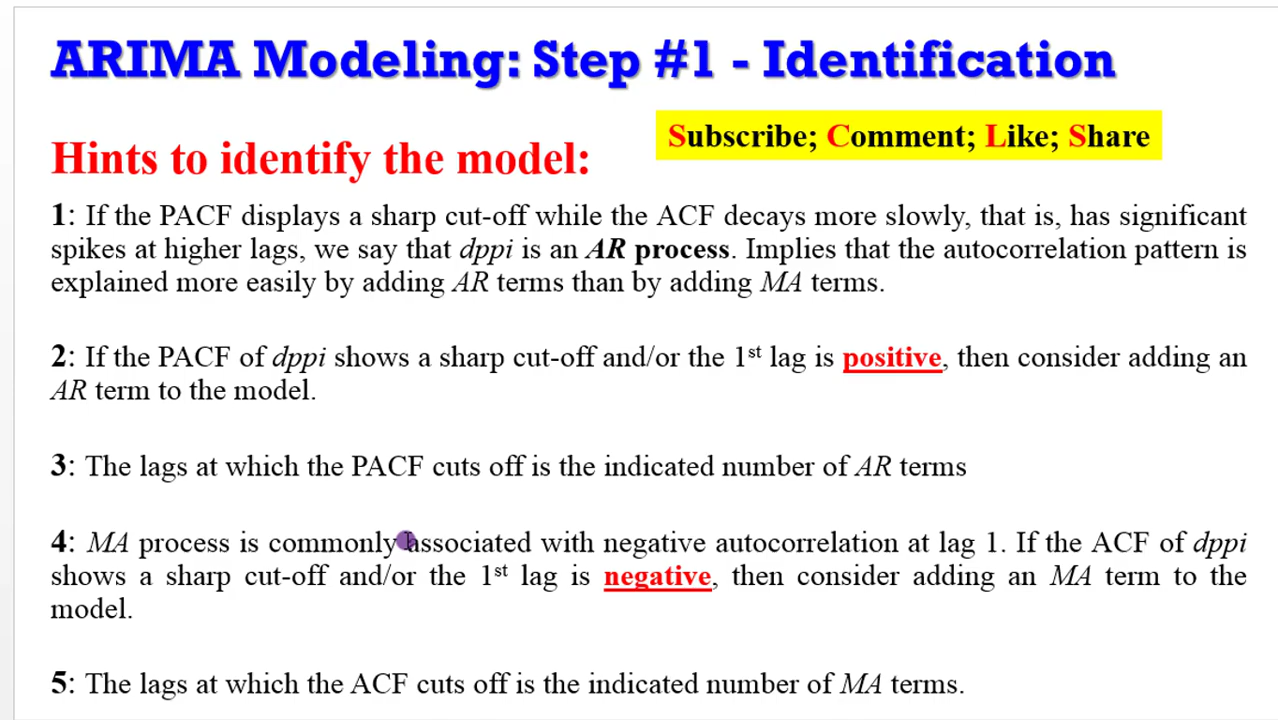 ARIMA Modeling: Step #1 - Identification
Subscribe; Comment; Like; Share
Hints to identify the model:
1: If the PACF displays a sharp cut-off while the ACF decays more slowly, that is, has significant
spikes at higher lags, we say that dppi is an AR process. Implies that the autocorrelation pattern is
explained more easily by adding AR terms than by adding MA terms.
2: If the PACF of dppi shows a sharp cut-off and/or the 1st lag is positive, then consider adding an
AR term to the model.
3: The lags at which the PACF cuts off is the indicated number of AR terms
4: MA process is commonly associated with negative autocorrelation at lag 1. If the ACF of dppi
shows a sharp cut-off and/or the 1st lag is negative, then consider adding an MA term to the
model.
5: The lags at which the ACF cuts off is the indicated number of MA terms.